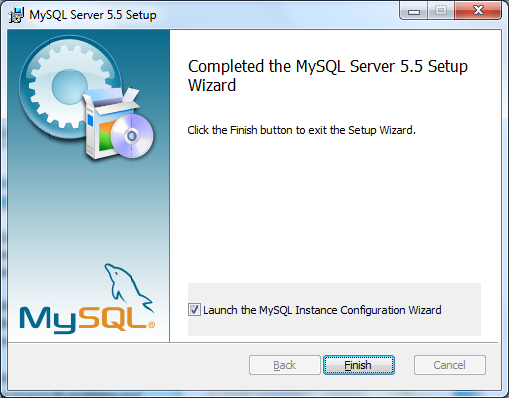 MySQL Server 5.5 Setup
Completed the MySQL Server 5.5 Setup
Wizard
Click the Finish button to exit the Setup Wizard.
MySQL®
Launch the MySQL Instance Configuration Wizard
Back
Finish
Cancel